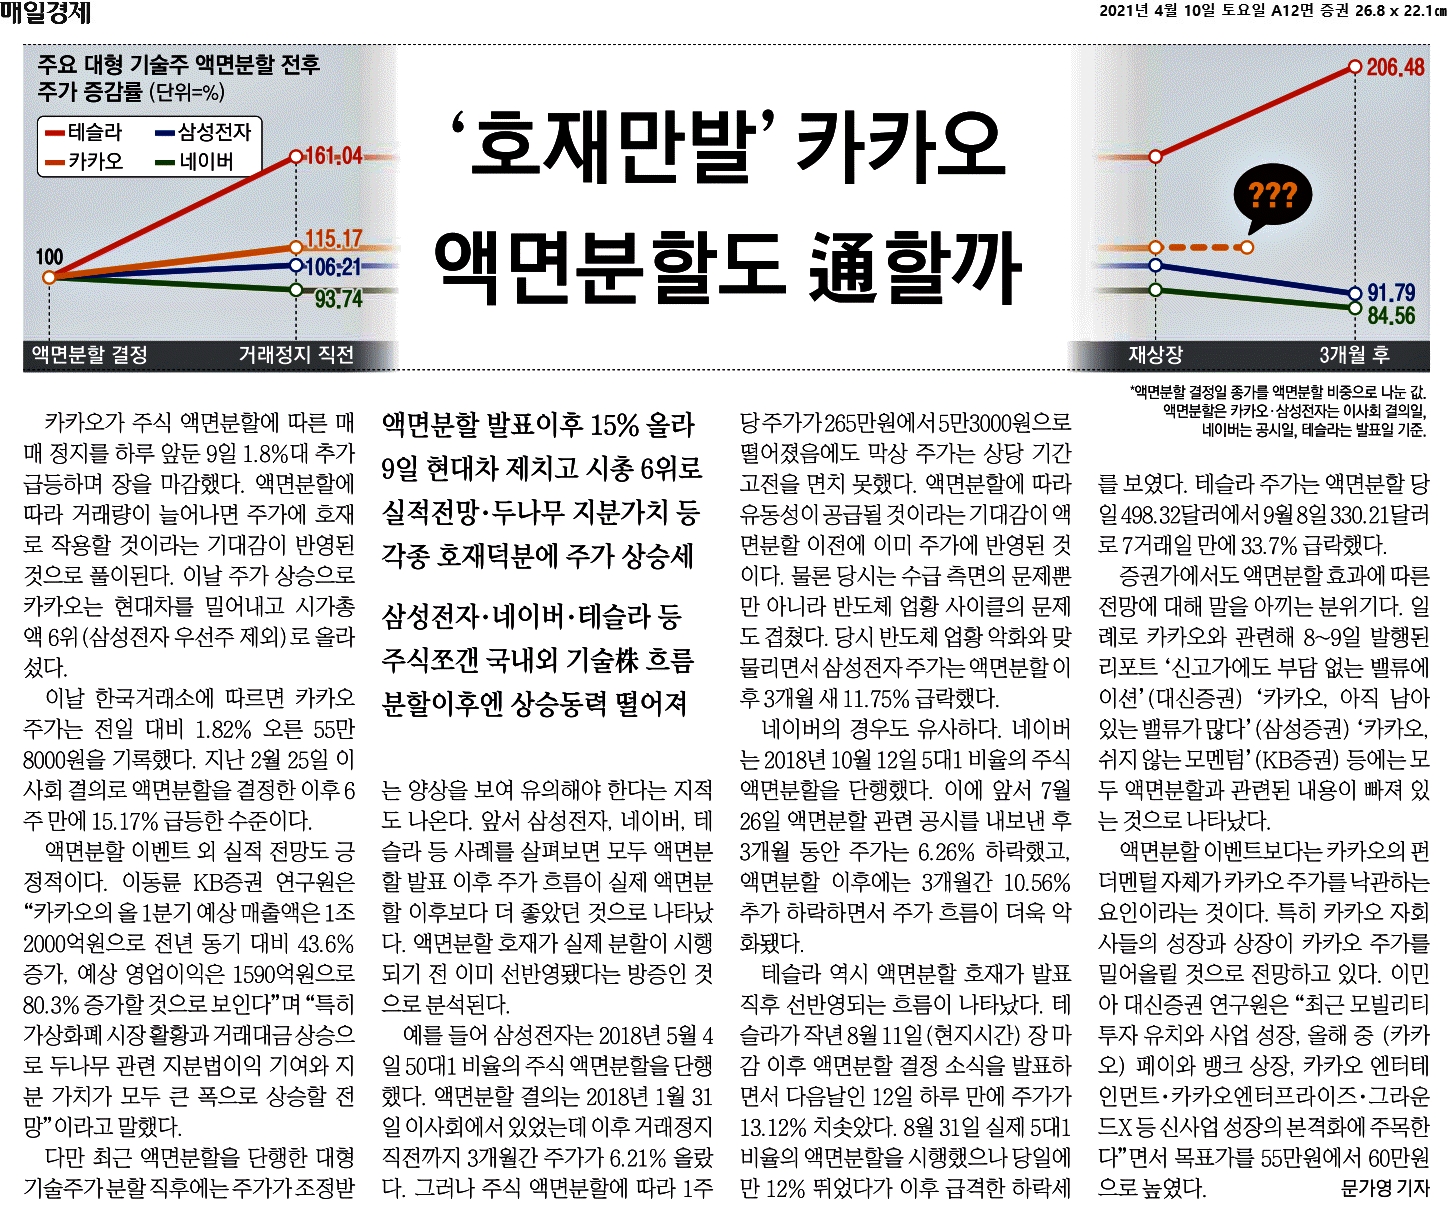 매일경제
2021년 4월 10일 토요일 A12면 증권 26.8 x 22.1㎝
주요 대형 기술주 액면분할 전후
주가 증감률 (단위=%)
테슬라 삼성전자
카카오 네이버
100
161.04
115.17
106.21
93.74
액면분할 결정 거래정지 직전
‘호재만발’ 카카오
액면분할도 通할까
206.48
???
91.79
84.56
재상장 3개월 후
*액면분할 결정일 종가를 액면분할 비중으로 나눈 값.
액면분할은 카카오·삼성전자는 이사회 결의일,
네이버는 공시일, 테슬라는 발표일 기준.
카카오가 주식 액면분할에 따른 매
매 정지를 하루 앞둔 9일 1.8%대 추가
급등하며 장을 마감했다. 액면분할에
따라 거래량이 늘어나면 주가에 호재
로 작용할 것이라는 기대감이 반영된
것으로 풀이된다. 이날 주가 상승으로
카카오는 현대차를 밀어내고 시가총
액 6위(삼성전자 우선주 제외)로 올라
섰다.
이날 한국거래소에 따르면 카카오
주가는 전일 대비 1.82% 오른 55만
8000원을 기록했다. 지난 2월 25일 이
사회 결의로 액면분할을 결정한 이후 6
주 만에 15.17% 급등한 수준이다.
액면분할 이벤트 외 실적 전망도 긍
정적이다. 이동륜 KB증권 연구원은
“카카오의 올 1분기 예상 매출액은 1조
2000억원으로 전년 동기 대비 43.6%
증가, 예상 영업이익은 1590억원으로
80.3% 증가할 것으로 보인다”며 “특히
가상화폐 시장 활황과 거래대금 상승으
로 두나무 관련 지분법이익 기여와 지
분 가치가 모두 큰 폭으로 상승할 전
망”이라고 말했다.
다만 최근 액면분할을 단행한 대형
기술주가 분할 직후에는 주가가 조정받
액면분할 발표이후 15% 올라
9일 현대차 제치고 시총 6위로
실적전망·두나무 지분가치 등
각종 호재덕분에 주가 상승세
삼성전자·네이버·테슬라 등
주식쪼갠 국내외 기술株 흐름
분할이후엔 상승동력 떨어져
는 양상을 보여 유의해야 한다는 지적
도 나온다. 앞서 삼성전자, 네이버, 테
슬라 등 사례를 살펴보면 모두 액면분
할 발표 이후 주가 흐름이 실제 액면분
할 이후보다 더 좋았던 것으로 나타났
다. 액면분할 호재가 실제 분할이 시행
되기 전 이미 선반영됐다는 방증인 것
으로 분석된다.
예를 들어 삼성전자는 2018년 5월 4
일 50대1 비율의 주식 액면분할을 단행
했다. 액면분할 결의는 2018년 1월 31
일 이사회에서 있었는데 이후 거래정지
직전까지 3개월간 주가가 6.21% 올랐
다. 그러나 주식 액면분할에 따라 1주
당 주가가 265만원에서 5만3000원으로
떨어졌음에도 막상 주가는 상당 기간
고전을 면치 못했다. 액면분할에 따라
유동성이 공급될 것이라는 기대감이 액
면분할 이전에 이미 주가에 반영된 것
이다. 물론 당시는 수급 측면의 문제뿐
만 아니라 반도체 업황 사이클의 문제
도 겹쳤다. 당시 반도체 업황 악화와 맞
물리면서 삼성전자 주가는 액면분할 이
후 3개월 새 11.75% 급락했다.
네이버의 경우도 유사하다. 네이버
는 2018년 10월 12일 5대1 비율의 주식
액면분할을 단행했다. 이에 앞서 7월
26일 액면분할 관련 공시를 내보낸 후
3개월 동안 주가는 6.26% 하락했고,
액면분할 이후에는 3개월간 10.56%
추가 하락하면서 주가 흐름이 더욱 악
화됐다.
테슬라 역시 액면분할 호재가 발표
직후 선반영되는 흐름이 나타났다. 테
슬라가 작년 8월 11일(현지시간) 장 마
감 이후 액면분할 결정 소식을 발표하
면서 다음날인 12일 하루 만에 주가가
13.12% 치솟았다. 8월 31일 실제 5대1
비율의 액면분할을 시행했으나 당일에
만 12% 뛰었다가 이후 급격한 하락세
를 보였다. 테슬라 주가는 액면분할 당
일 498.32달러에서 9월 8일 330.21달러
로 7거래일 만에 33.7% 급락했다.
증권가에서도 액면분할 효과에 따른
전망에 대해 말을 아끼는 분위기다. 일
례로 카카오와 관련해 8~9일 발행된
리포트 ‘신고가에도 부담 없는 밸류에
이션’(대신증권) ‘카카오, 아직 남아
있는 밸류가 많다’(삼성증권) ‘카카오,
쉬지 않는 모멘텀’(KB증권) 등에는 모
두 액면분할과 관련된 내용이 빠져 있
는 것으로 나타났다.
액면분할 이벤트보다는 카카오의 펀
더멘털 자체가 카카오 주가를 낙관하는
요인이라는 것이다. 특히 카카오 자회
사들의 성장과 상장이 카카오 주가를
밀어올릴 것으로 전망하고 있다. 이민
아 대신증권 연구원은 “최근 모빌리티
투자 유치와 사업 성장, 올해 중 (카카
오) 페이와 뱅크 상장, 카카오 엔터테
인먼트·카카오엔터프라이즈·그라운
드X 등 신사업 성장의 본격화에 주목한
다”면서 목표가를 55만원에서 60만원
으로 높였다. 문가영 기자